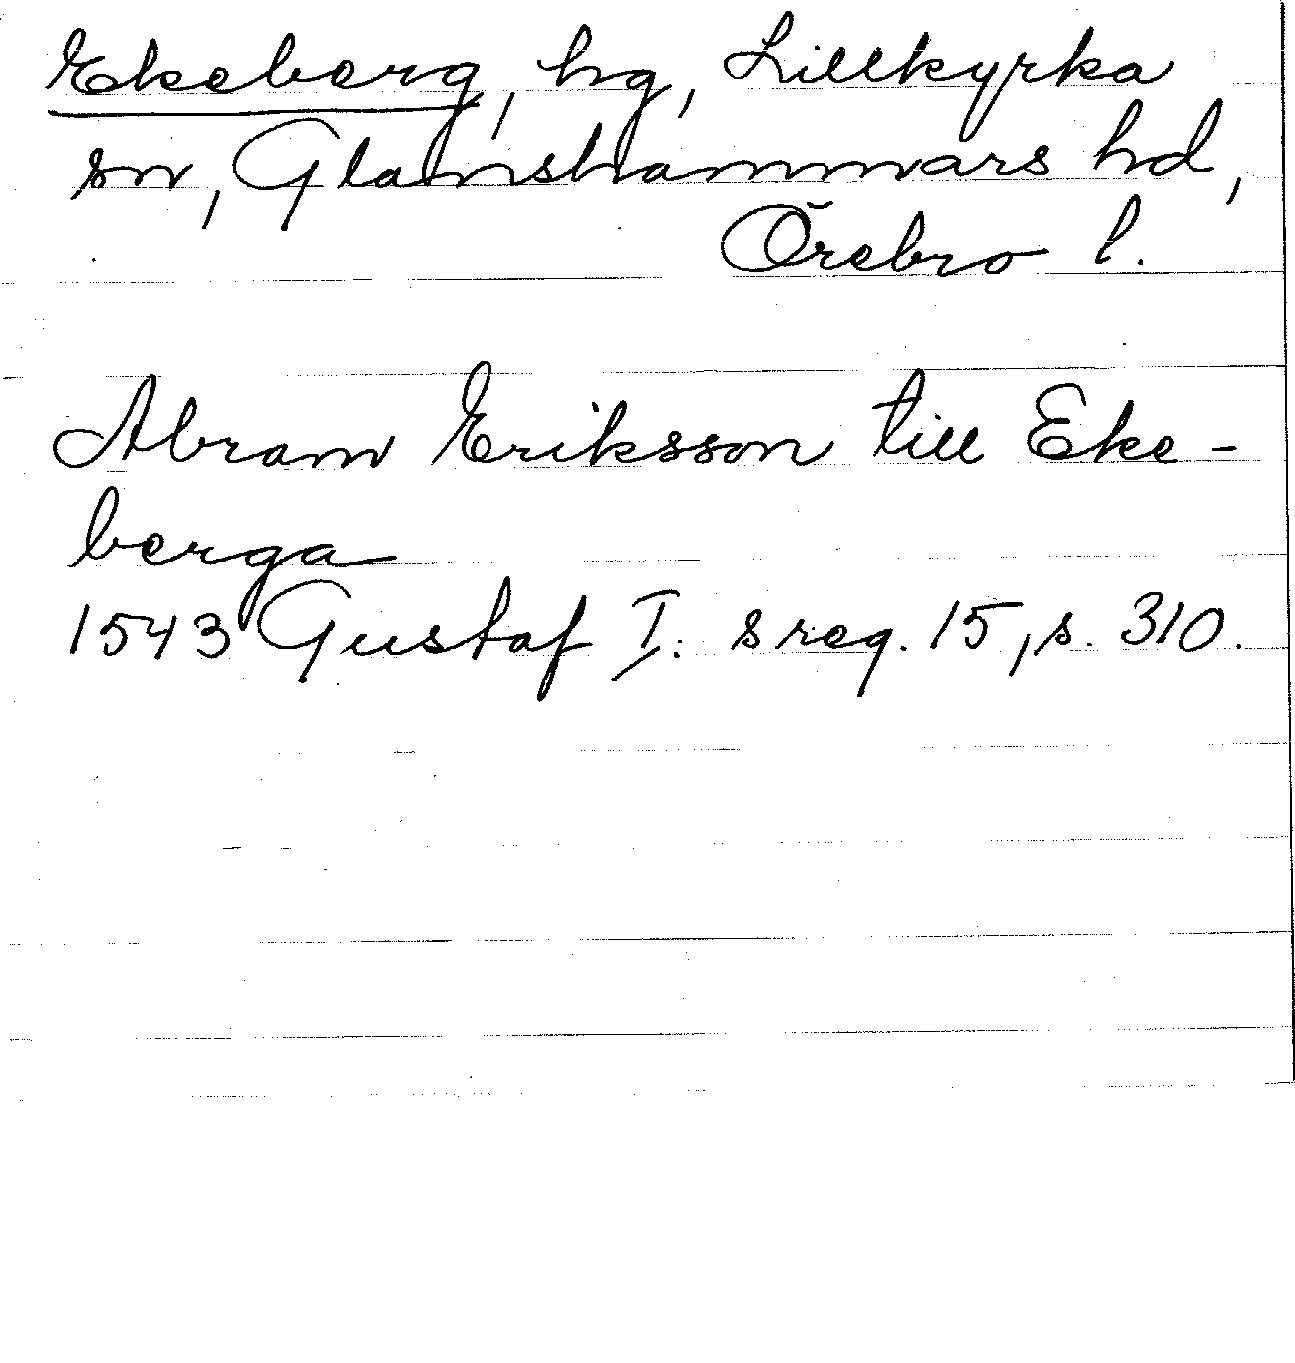 Ekeberg, hg, Lillkyrka
sn, Glanshammars hd,
Örebro l.
Abram Eriksson till Eke-
berga
1543 Gustaf I: s reg. 15, s. 310.